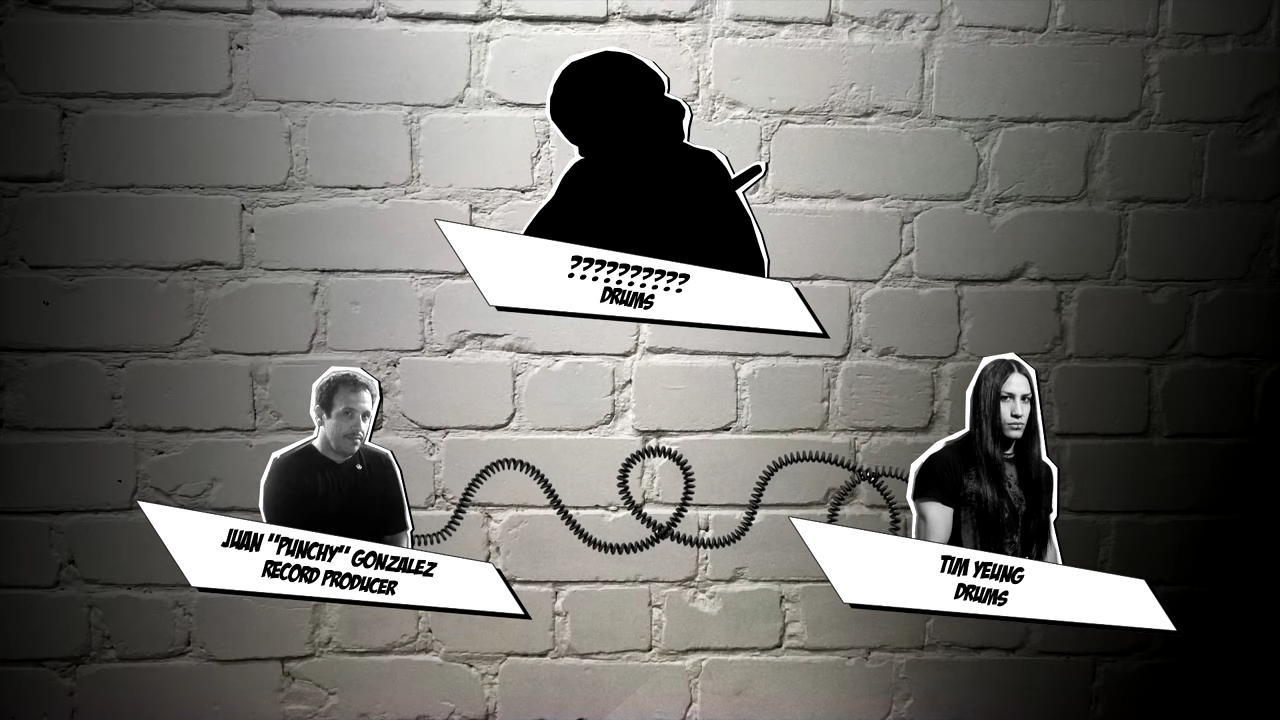 ??????????
DRUMS
JUAN "PUNCHY" GONZALEZ
RECORD PRODUCER
TIM YEUNG
DRUMS